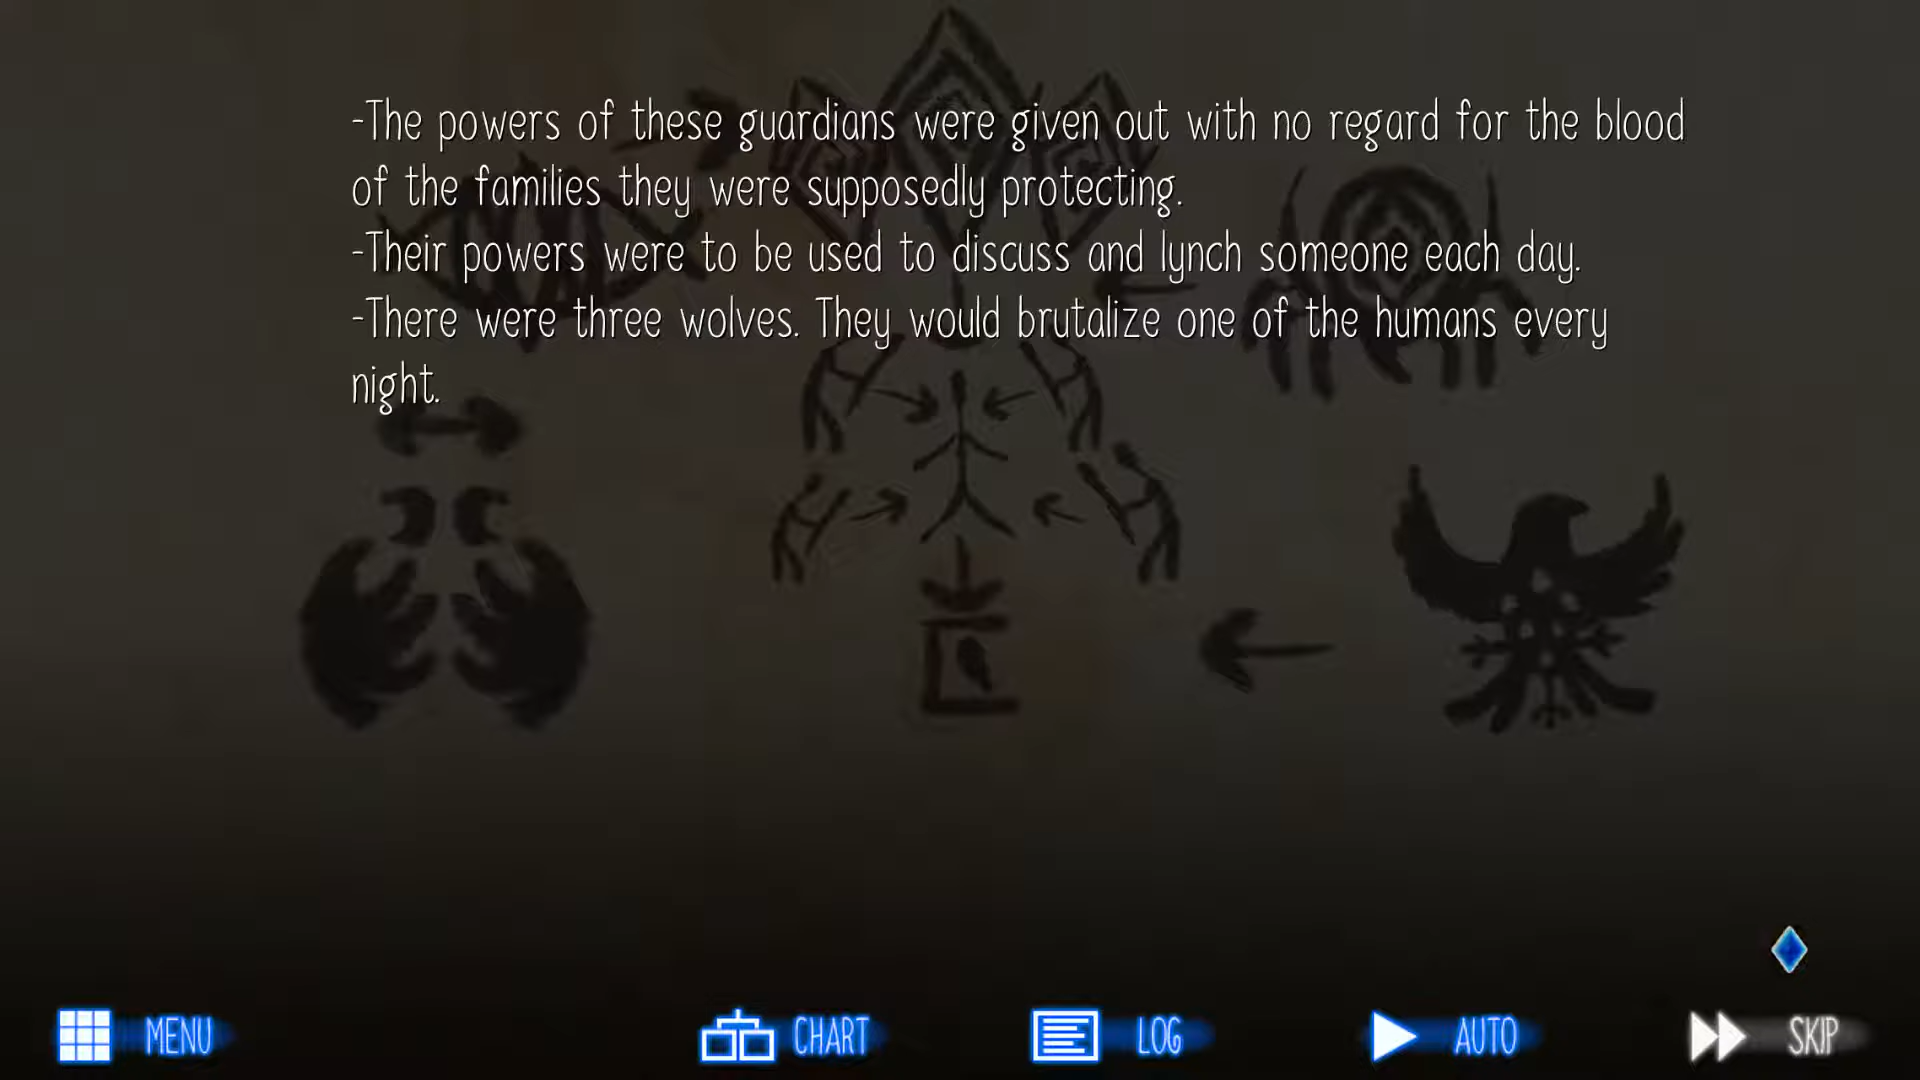 -The powers of these guardians were given out with no regard for the blood
of the families they were supposedly protecting.
-Their powers were to be used to discuss and lynch someone each day.
-There were three wolves. They would brutalize one of the humans every
night.
MENU CHART LOG AUTO SKIP